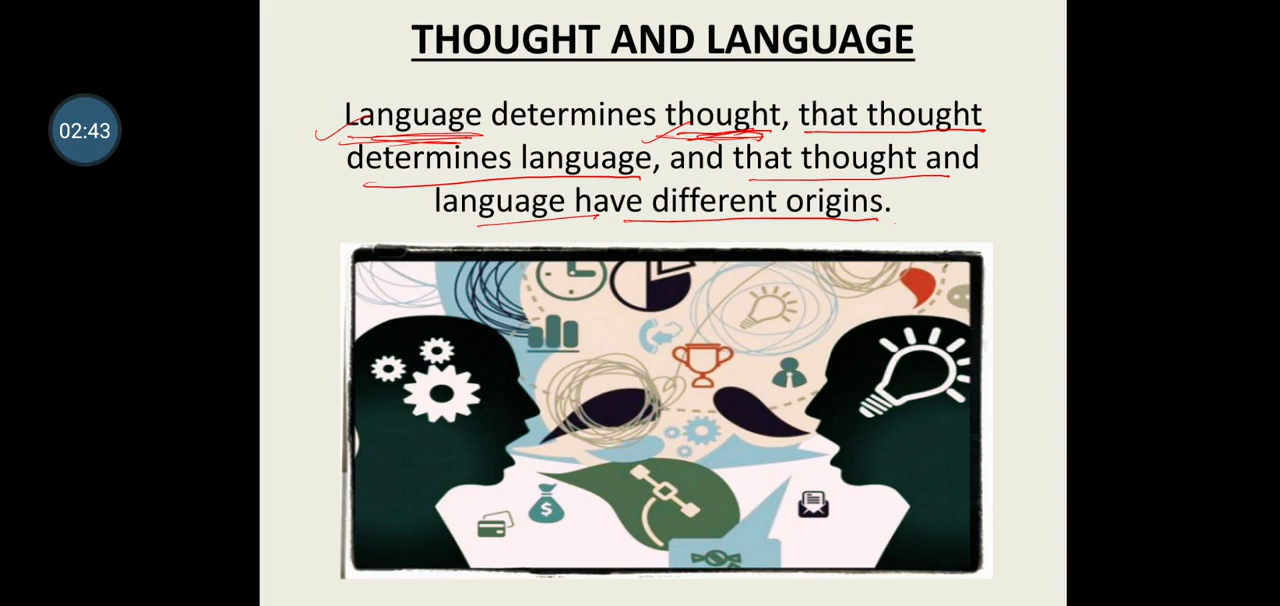 THOUGHT AND LANGUAGE
02:43
Language determines thought, that thought
determines language, and that thought and
language have different origins.
$